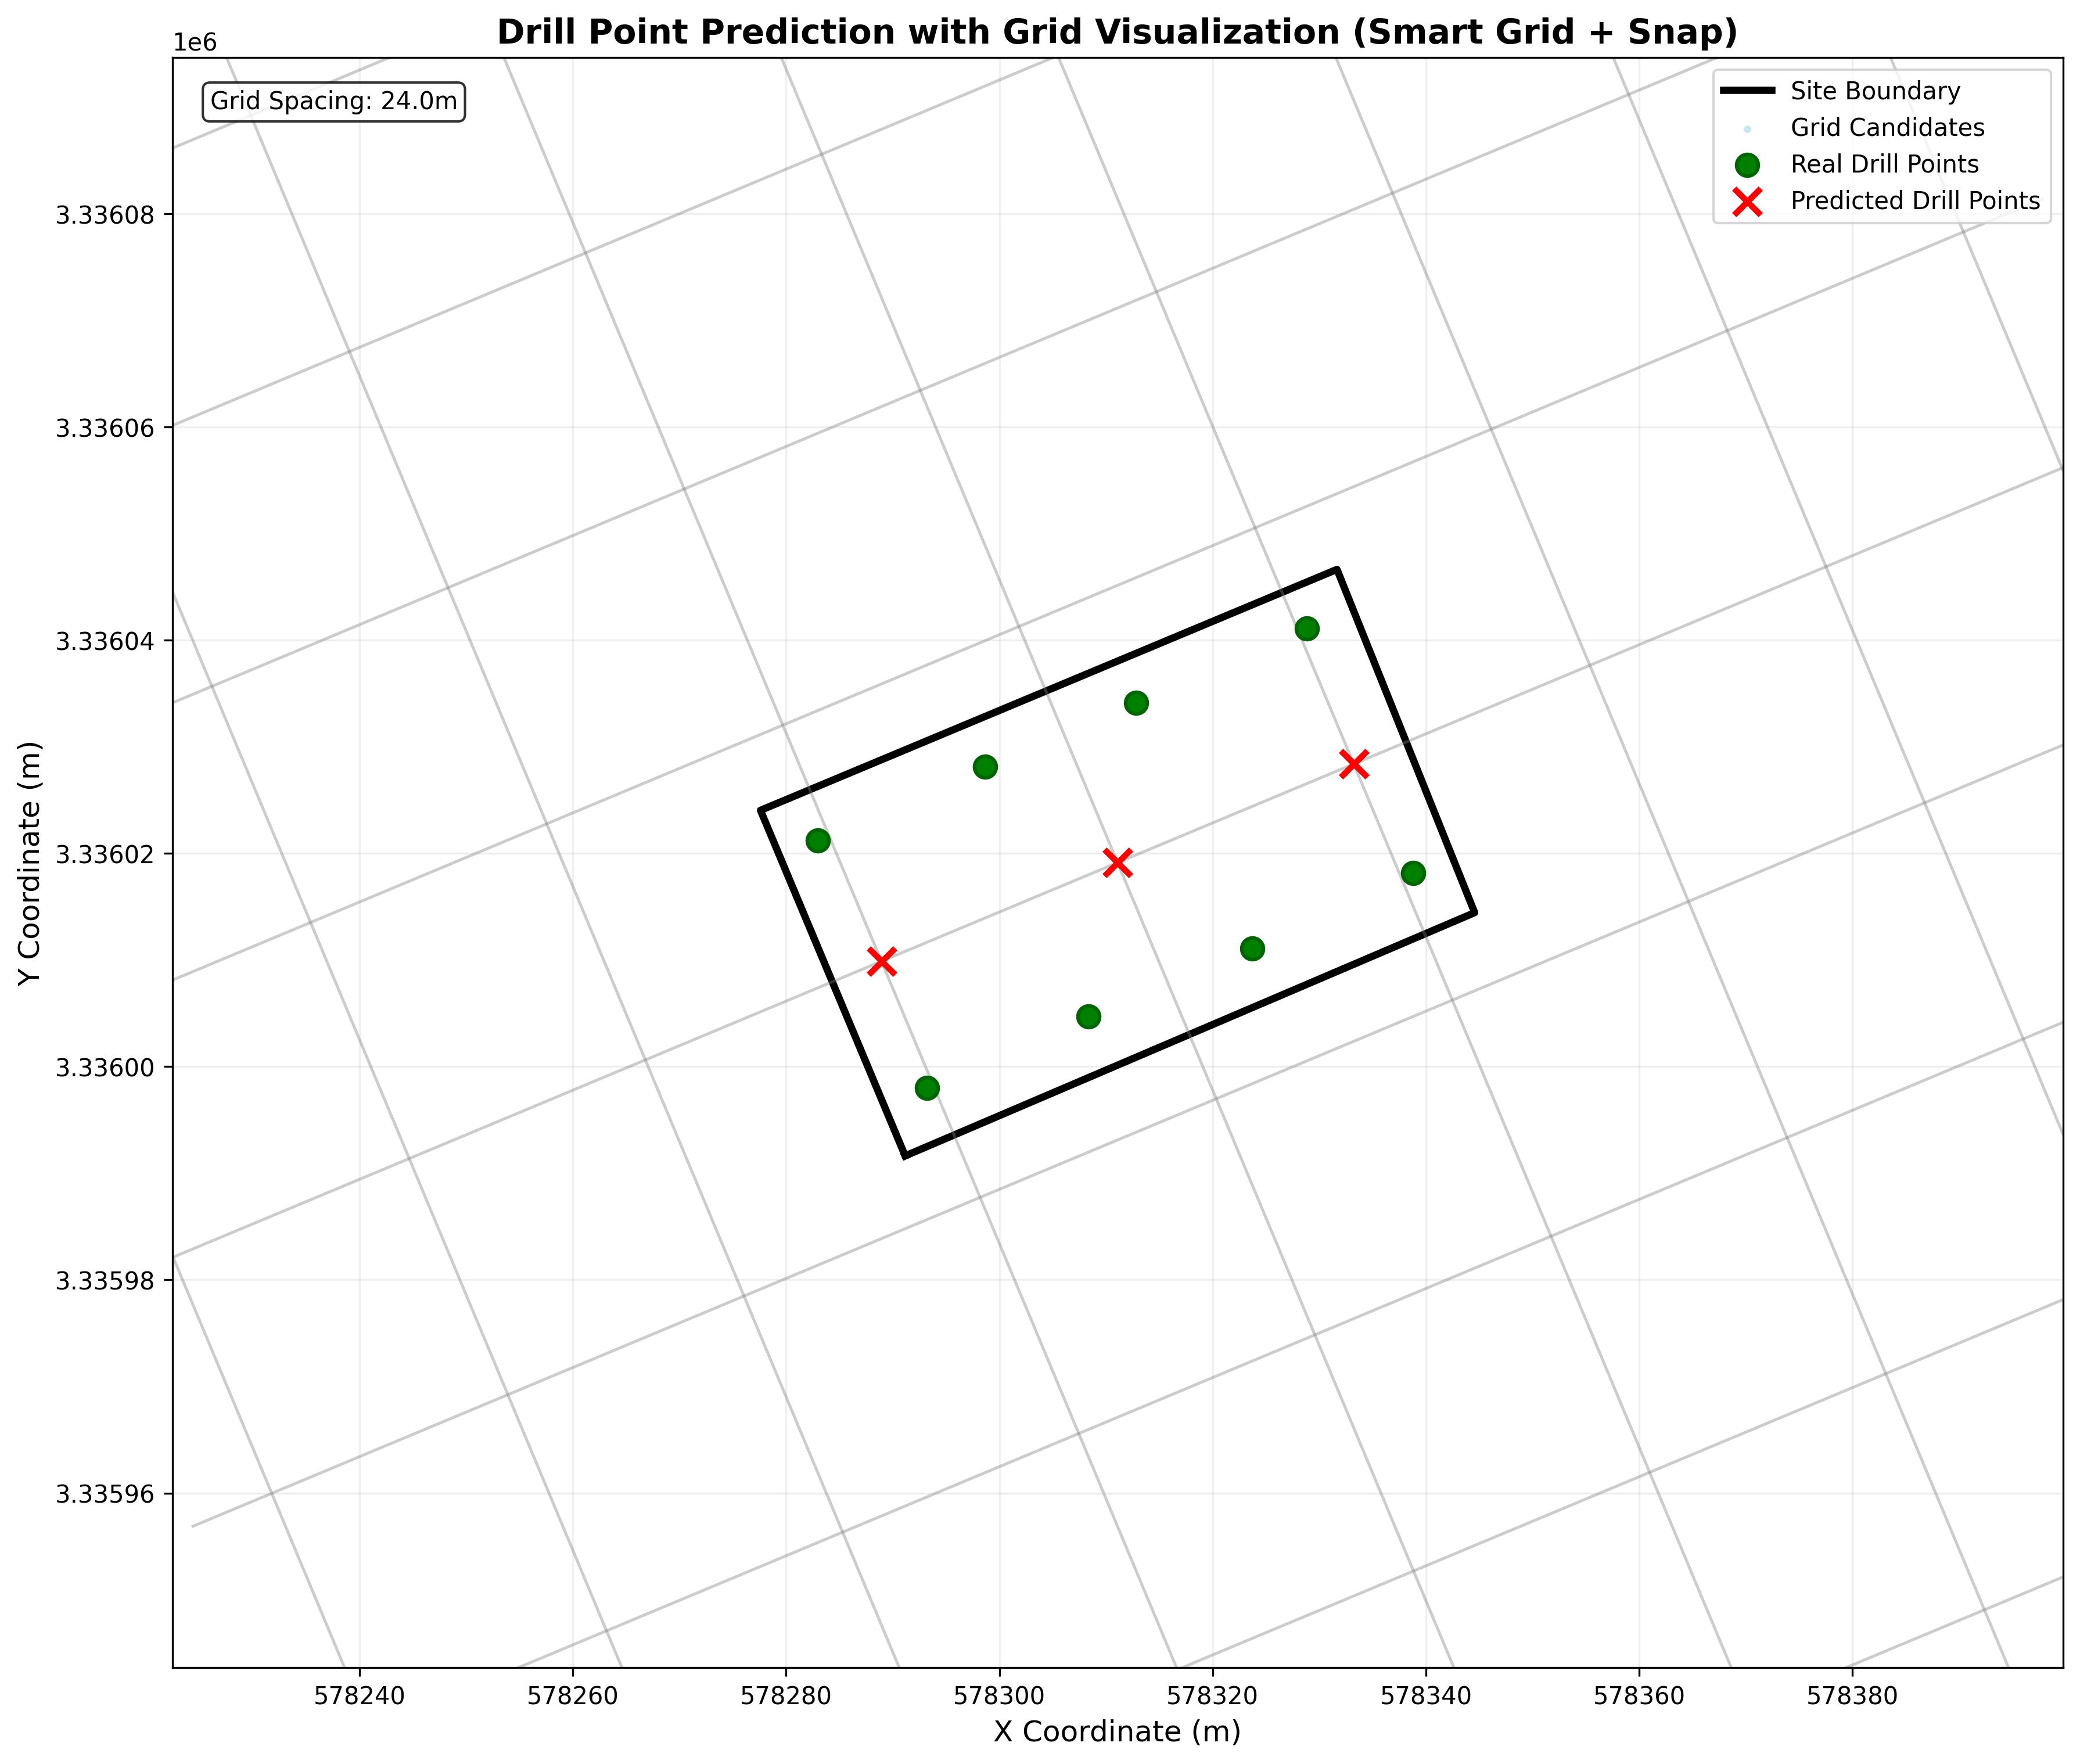 Drill Point Prediction with Grid Visualization (Smart Grid + Snap)
1e6
Grid Spacing: 24.0m
Site Boundary
Grid Candidates
Real Drill Points
Predicted Drill Points
3.33608
3.33606
3.33604
3.33602
3.33600
3.33598
3.33596
Y Coordinate (m)
578240 578260 578280 578300 578320 578340 578360 578380
X Coordinate (m)